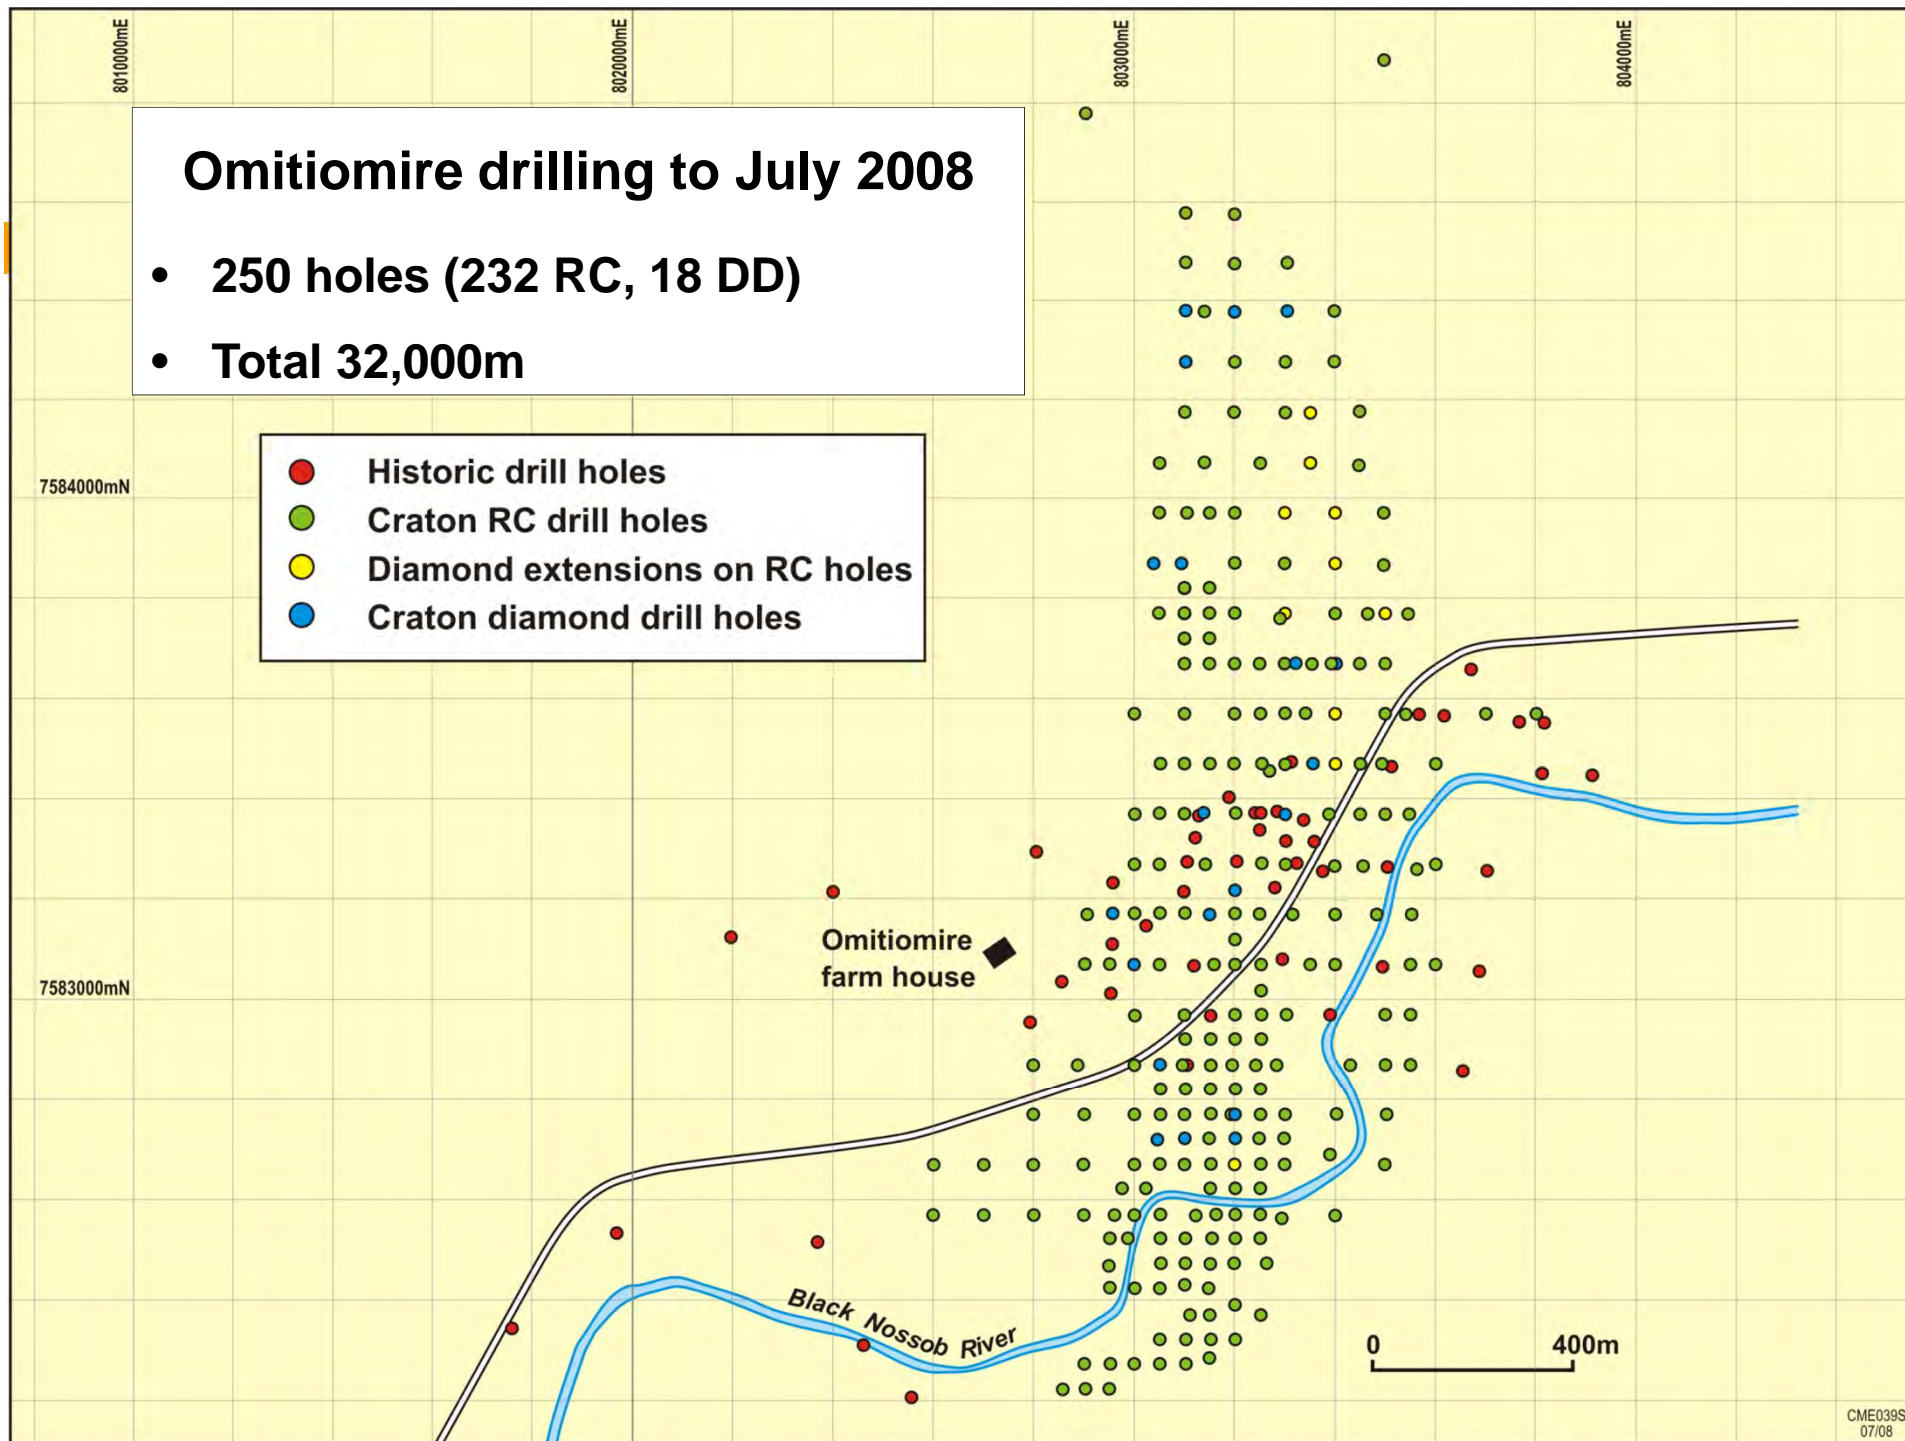 8010000mE
8020000mE
803000mE
804000mE
Omitiomire drilling to July 2008
• 250 holes (232 RC, 18 DD)
• Total 32,000m
Historic drill holes
Craton RC drill holes
Diamond extensions on RC holes
Craton diamond drill holes
7584000mN
Omitiomire
farm house
7583000mN
Black Nossob River
0 400m
CME039S
07/08